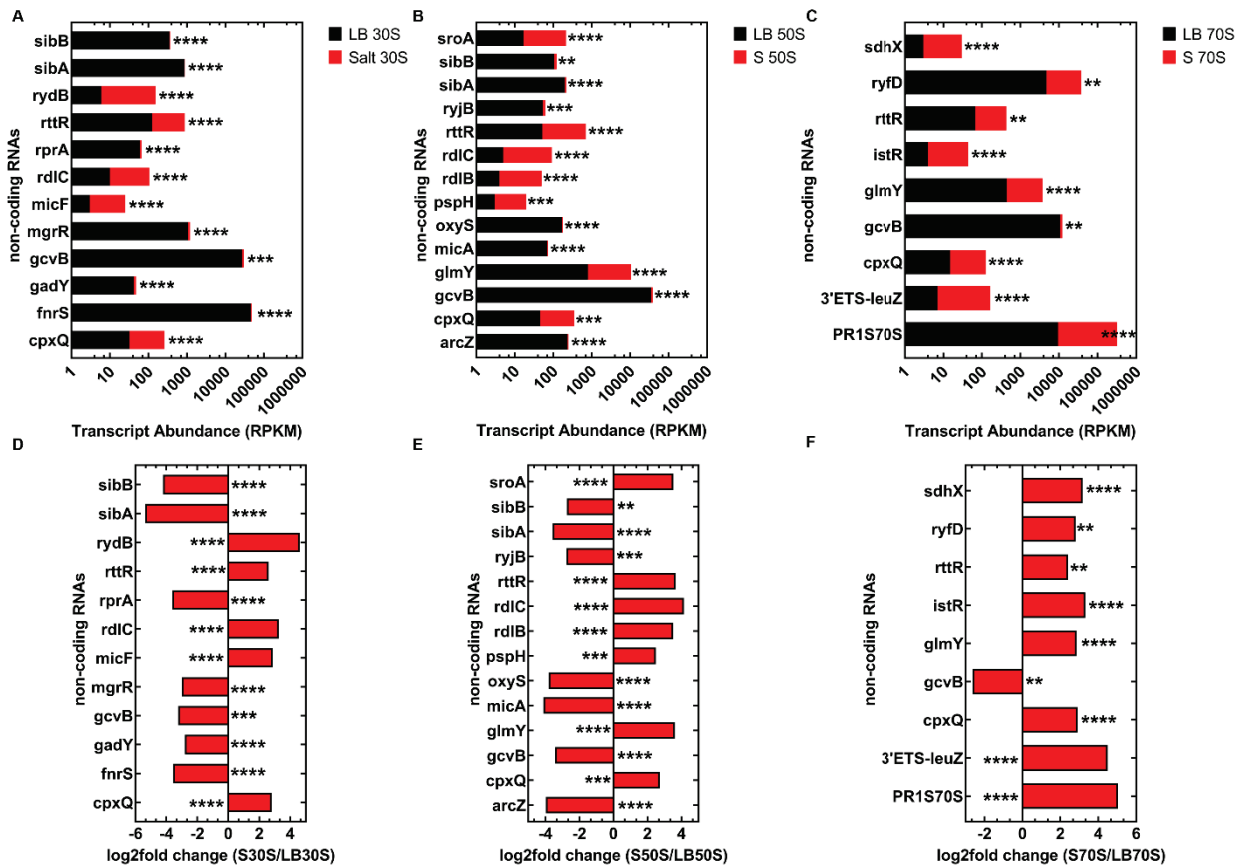 A
LB 30S
Salt 30S
non-coding RNAs
sibB ****
sibA ****
rydB ****
rttR ****
rprA ****
rdlC ****
micF ****
mgrR ****
gcvB ***
gadY ****
fnrS ****
cpxQ ****
1 10 100 1000 10000 100000 1000000
Transcript Abundance (RPKM)
B
LB 50S
S 50S
non-coding RNAs
sroA ****
sibB **
sibA ****
ryjB ***
rttR ****
rdlC ****
rdlB ****
pspH ***
oxyS ****
micA ****
glmY ****
gcvB ****
cpxQ ***
arcZ ****
1 10 100 1000 10000 100000 1000000
Transcript Abundance (RPKM)
C
LB 70S
S 70S
non-coding RNAs
sdhX ****
ryfD **
rttR **
istR ****
glmY ****
gcvB **
cpxQ ****
3'ETS-leuZ ****
PR1S70S ****
1 10 100 1000 10000 100000 1000000
Transcript Abundance (RPKM)
D
non-coding RNAs
sibB ****
sibA ****
rydB ****
rttR ****
rprA ****
rdlC ****
micF ****
mgrR ****
gcvB ***
gadY ****
fnrS ****
cpxQ ****
-6 -4 -2 0 2 4
log2fold change (S30S/LB30S)
E
non-coding RNAs
sroA ****
sibB **
sibA ****
ryjB ***
rttR ****
rdlC ****
rdlB ****
pspH ***
oxyS ****
micA ****
glmY ****
gcvB ****
cpxQ ***
arcZ ****
-4 -2 0 2 4
log2fold change (S50S/LB50S)
F
non-coding RNAs
sdhX ****
ryfD **
rttR **
istR ****
glmY ****
gcvB **
cpxQ ****
3'ETS-leuZ ****
PR1S70S ****
-2 0 2 4 6
log2fold change (S70S/LB70S)